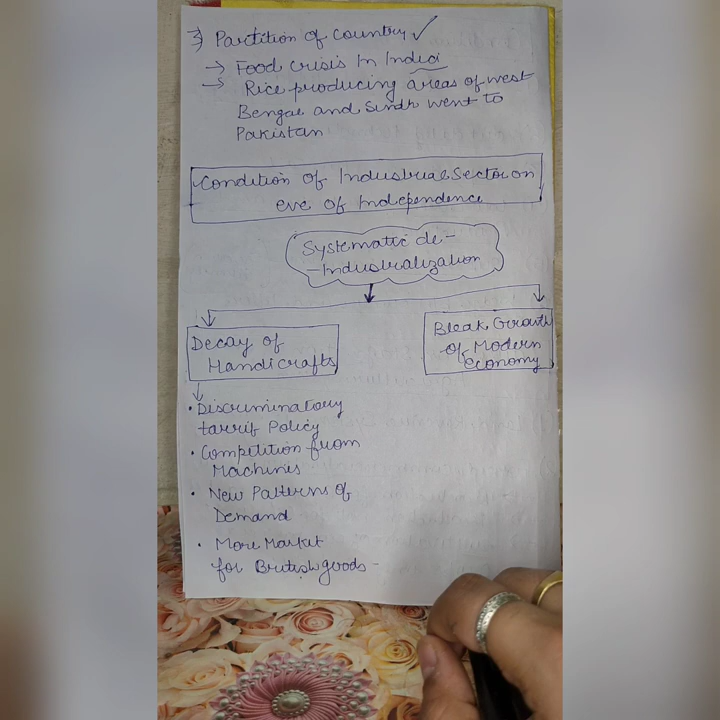 3) Partition of Country ✓
→ Food crisis In India
→ Rice producing areas of west
Bengal and Sindh went to
Pakistan
Condition Of Industrial Sector on
eve of Independence
Systematic de-
-Industrialization
Decay of
Handicrafts
Bleak Growth
Of Modern
economy
• Discriminatory
tarrif Policy
• Competition from
Machines
• New Patterns of
Demand
• More Market
for British goods -